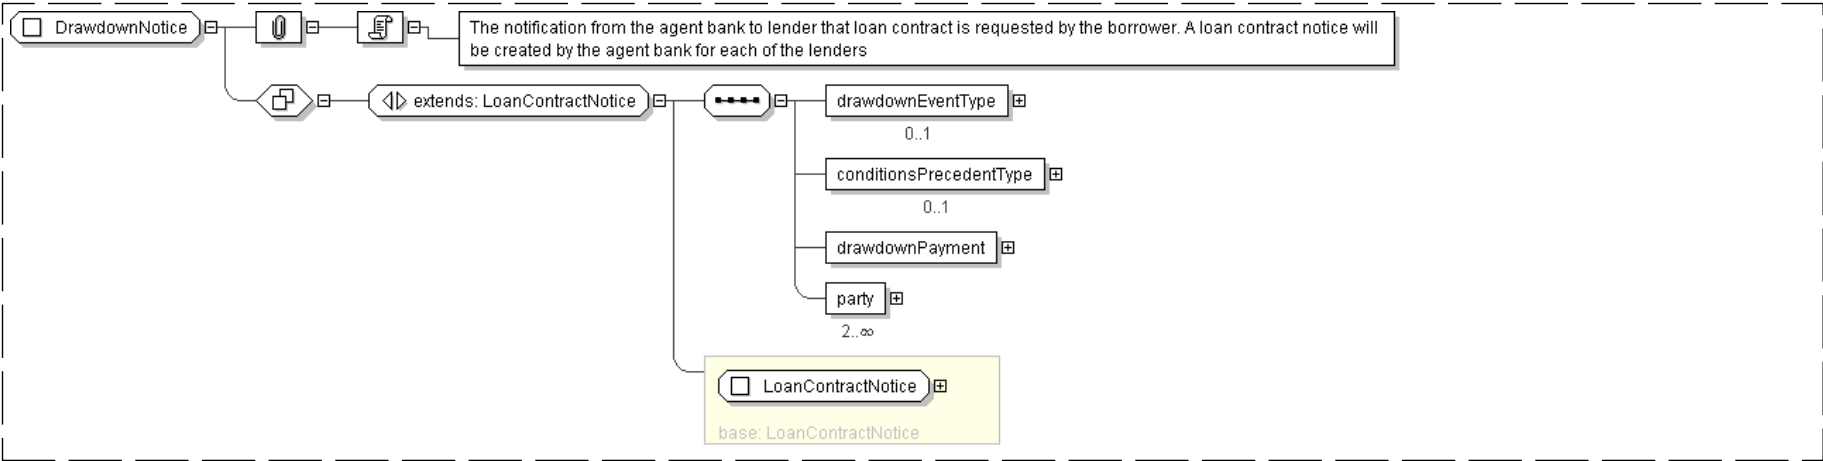 DrawdownNotice
The notification from the agent bank to lender that loan contract is requested by the borrower. A loan contract notice will
be created by the agent bank for each of the lenders
extends: LoanContractNotice
drawdownEventType
0..1
conditionsPrecedentType
0..1
drawdownPayment
party
2..∞
LoanContractNotice
base: LoanContractNotice